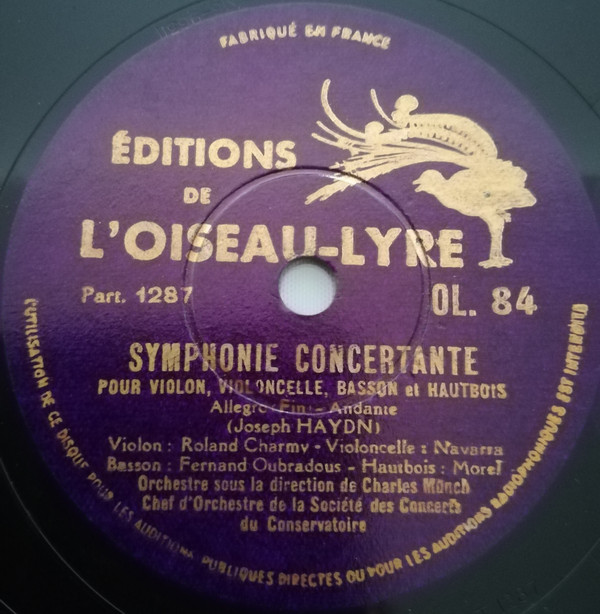 FABRIQUÉ EN FRANCE
ÉDITIONS
DE
L'OISEAU-LYRE
Part. 1287
OL. 84
SYMPHONIE CONCERTANTE
POUR VIOLON, VIOLONCELLE, BASSON et HAUTBOIS
Allegro (Fin) - Andante
(Joseph HAYDN)
Violon : Roland Charmy - Violoncelle : Navarra
Basson : Fernand Oubradous - Hautbois : Morel
Orchestre sous la direction de Charles Münch
Chef d'Orchestre de la Société des Concerts
du Conservatoire
L'UTILISATION DE CE DISQUE POUR LES AUDITIONS PUBLIQUES DIRECTES OU POUR LES AUDITIONS RADIOPHONIQUES EST INTERDITE